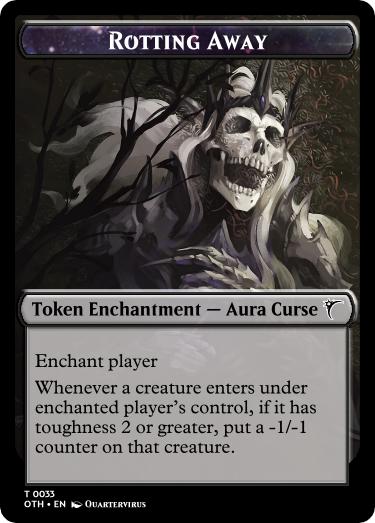 Rotting Away
Token Enchantment — Aura Curse
Enchant player
Whenever a creature enters under
enchanted player's control, if it has
toughness 2 or greater, put a -1/-1
counter on that creature.
T 0033
OTH • EN Quartervirus